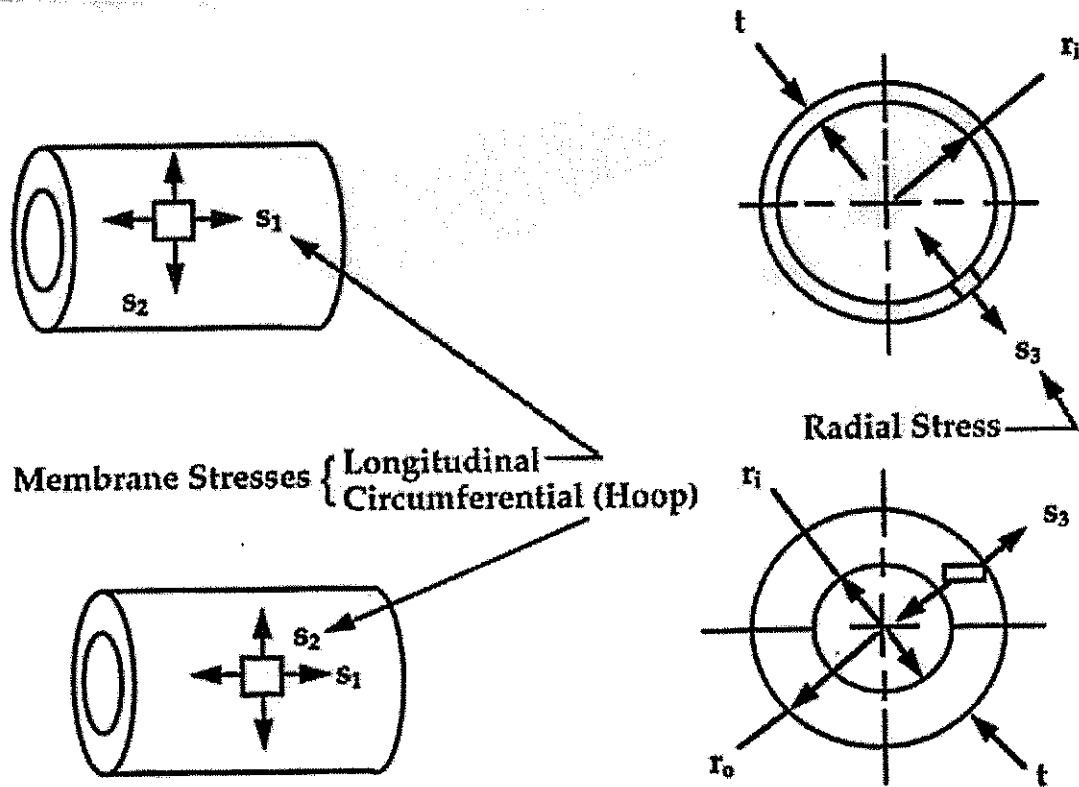 t
ri
s1
s2
s3
Radial Stress
Membrane Stresses { Longitudinal
Circumferential (Hoop)
ri
s3
s2
s1
ro
t